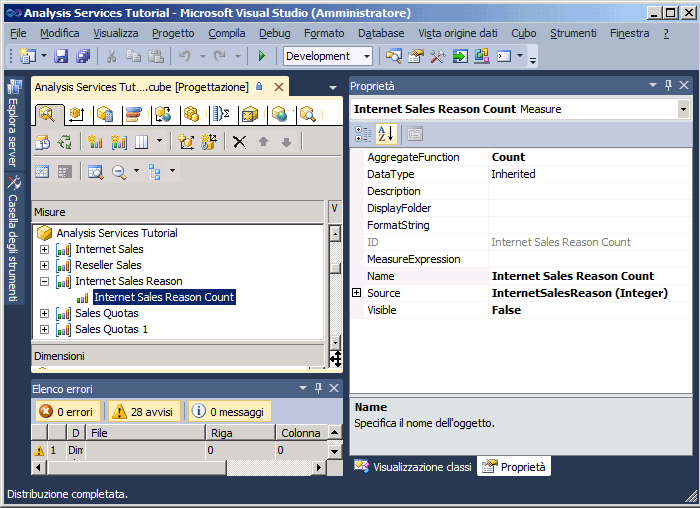 Analysis Services Tutorial - Microsoft Visual Studio (Amministratore)
File Modifica Visualizza Progetto Compila Debug Formato Database Vista origine dati Cubo Strumenti Finestra ?
Development
Esplora server
Casella degli strumenti
Analysis Services Tut....cube [Progettazione]
Misure
V
Analysis Services Tutorial
Internet Sales
Reseller Sales
Internet Sales Reason
Internet Sales Reason Count
Sales Quotas
Sales Quotas 1
Dimensioni
Elenco errori
0 errori
28 avvisi
0 messaggi
D File Riga Colonna
1 Dim 0 0
Proprietà
Internet Sales Reason Count Measure
AggregateFunction Count
DataType Inherited
Description
DisplayFolder
FormatString
ID Internet Sales Reason Count
MeasureExpression
Name Internet Sales Reason Count
Source InternetSalesReason (Integer)
Visible False
Name
Specifica il nome dell'oggetto.
Visualizzazione classi
Proprietà
Distribuzione completata.